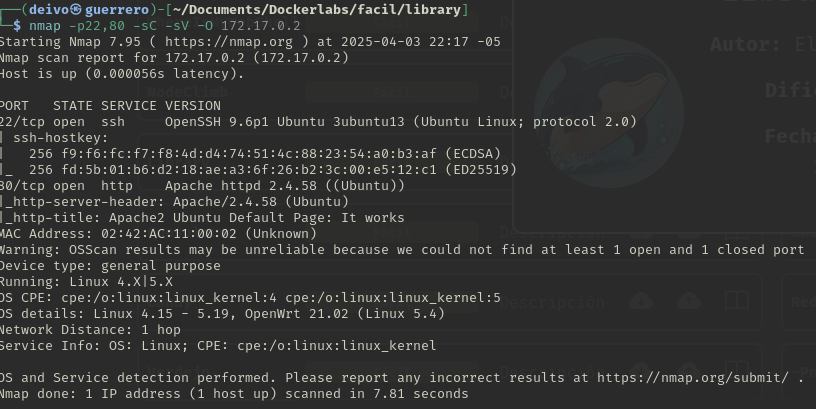 ┌──(deivo㉿guerrero)-[~/Documents/Dockerlabs/facil/library]
└─$ nmap -p22,80 -sC -sV -O 172.17.0.2
Starting Nmap 7.95 ( https://nmap.org ) at 2025-04-03 22:17 -05
Nmap scan report for 172.17.0.2 (172.17.0.2)
Host is up (0.000056s latency).
PORT   STATE SERVICE VERSION
22/tcp open  ssh     OpenSSH 9.6p1 Ubuntu 3ubuntu13 (Ubuntu Linux; protocol 2.0)
| ssh-hostkey:
|   256 f9:f6:fc:f7:f8:4d:d4:74:51:4c:88:23:54:a0:b3:af (ECDSA)
|_  256 fd:5b:01:b6:d2:18:ae:a3:6f:26:b2:3c:00:e5:12:c1 (ED25519)
80/tcp open  http    Apache httpd 2.4.58 ((Ubuntu))
|_http-server-header: Apache/2.4.58 (Ubuntu)
|_http-title: Apache2 Ubuntu Default Page: It works
MAC Address: 02:42:AC:11:00:02 (Unknown)
Warning: OSScan results may be unreliable because we could not find at least 1 open and 1 closed port
Device type: general purpose
Running: Linux 4.X|5.X
OS CPE: cpe:/o:linux:linux_kernel:4 cpe:/o:linux:linux_kernel:5
OS details: Linux 4.15 - 5.19, OpenWrt 21.02 (Linux 5.4)
Network Distance: 1 hop
Service Info: OS: Linux; CPE: cpe:/o:linux:linux_kernel
OS and Service detection performed. Please report any incorrect results at https://nmap.org/submit/ .
Nmap done: 1 IP address (1 host up) scanned in 7.81 seconds
Autor: El
Dific
Fecha
NodeClimb
Descripción